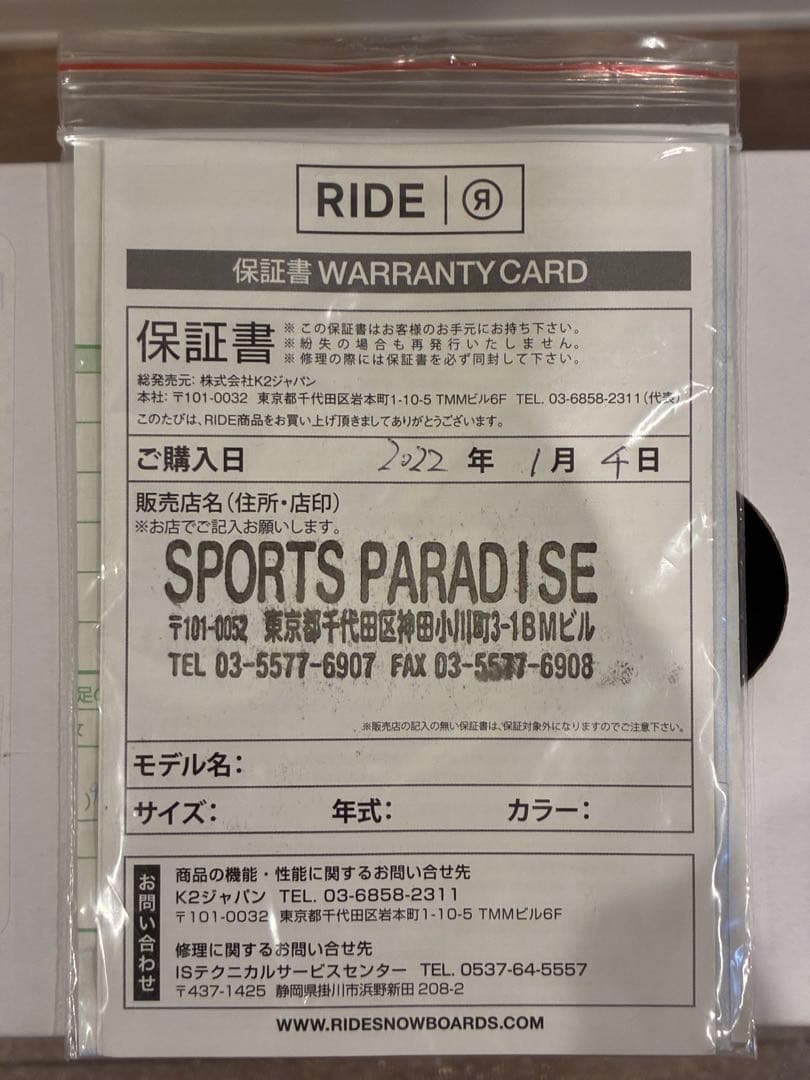 RIDE Я
保証書 WARRANTY CARD
保証書
※この保証書はお客様のお手元にお持ち下さい。
※紛失の場合も再発行いたしません。
※修理の際には保証書を必ず同封して下さい。
総発売元：株式会社K2ジャパン
本社：〒101-0032 東京都千代田区岩本町1-10-5 TMMビル6F TEL. 03-6858-2311（代表）
このたびは、RIDE商品をお買い上げ頂きましてありがとうございます。
ご購入日 2022 年 1 月 4 日
販売店名（住所・店印）
※お店でご記入お願いします。
SPORTS PARADISE
〒101-0052 東京都千代田区神田小川町3-1BMビル
TEL 03-5577-6907 FAX 03-5577-6908
※販売店の記入の無い保証書は、保証対象外になりますのでご注意下さい。
モデル名：
サイズ： 年式： カラー：
お問い合わせ
商品の機能・性能に関するお問い合せ先
K2ジャパン TEL. 03-6858-2311
〒101-0032 東京都千代田区岩本町1-10-5 TMMビル6F
修理に関するお問い合せ先
ISテクニカルサービスセンター TEL. 0537-64-5557
〒437-1425 静岡県掛川市浜野新田 208-2
WWW.RIDESNOWBOARDS.COM